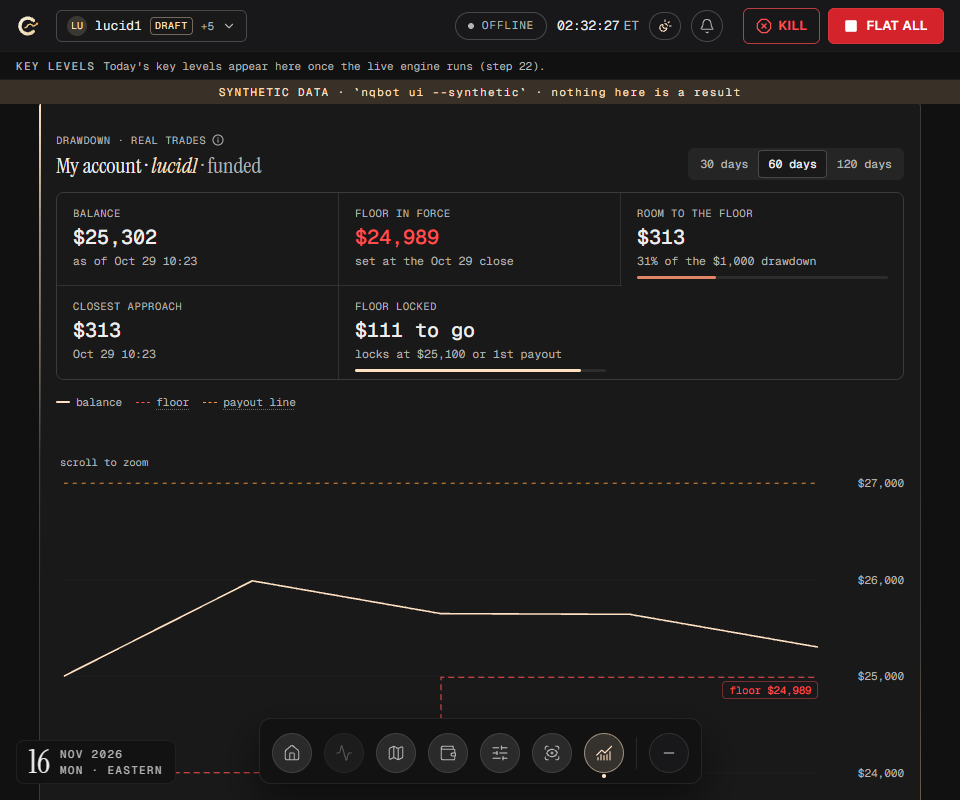 LU lucid1 DRAFT +5
OFFLINE 02:32:27 ET KILL FLAT ALL
KEY LEVELS Today's key levels appear here once the live engine runs (step 22).
SYNTHETIC DATA · `nqbot ui --synthetic` · nothing here is a result
DRAWDOWN · REAL TRADES
My account · lucid1 · funded
30 days 60 days 120 days
BALANCE
$25,302
as of Oct 29 10:23
FLOOR IN FORCE
$24,989
set at the Oct 29 close
ROOM TO THE FLOOR
$313
31% of the $1,000 drawdown
CLOSEST APPROACH
$313
Oct 29 10:23
FLOOR LOCKED
$111 to go
locks at $25,100 or 1st payout
balance floor payout line
scroll to zoom
$27,000
$26,000
$25,000
floor $24,989
$24,000
16 NOV 2026
MON · EASTERN